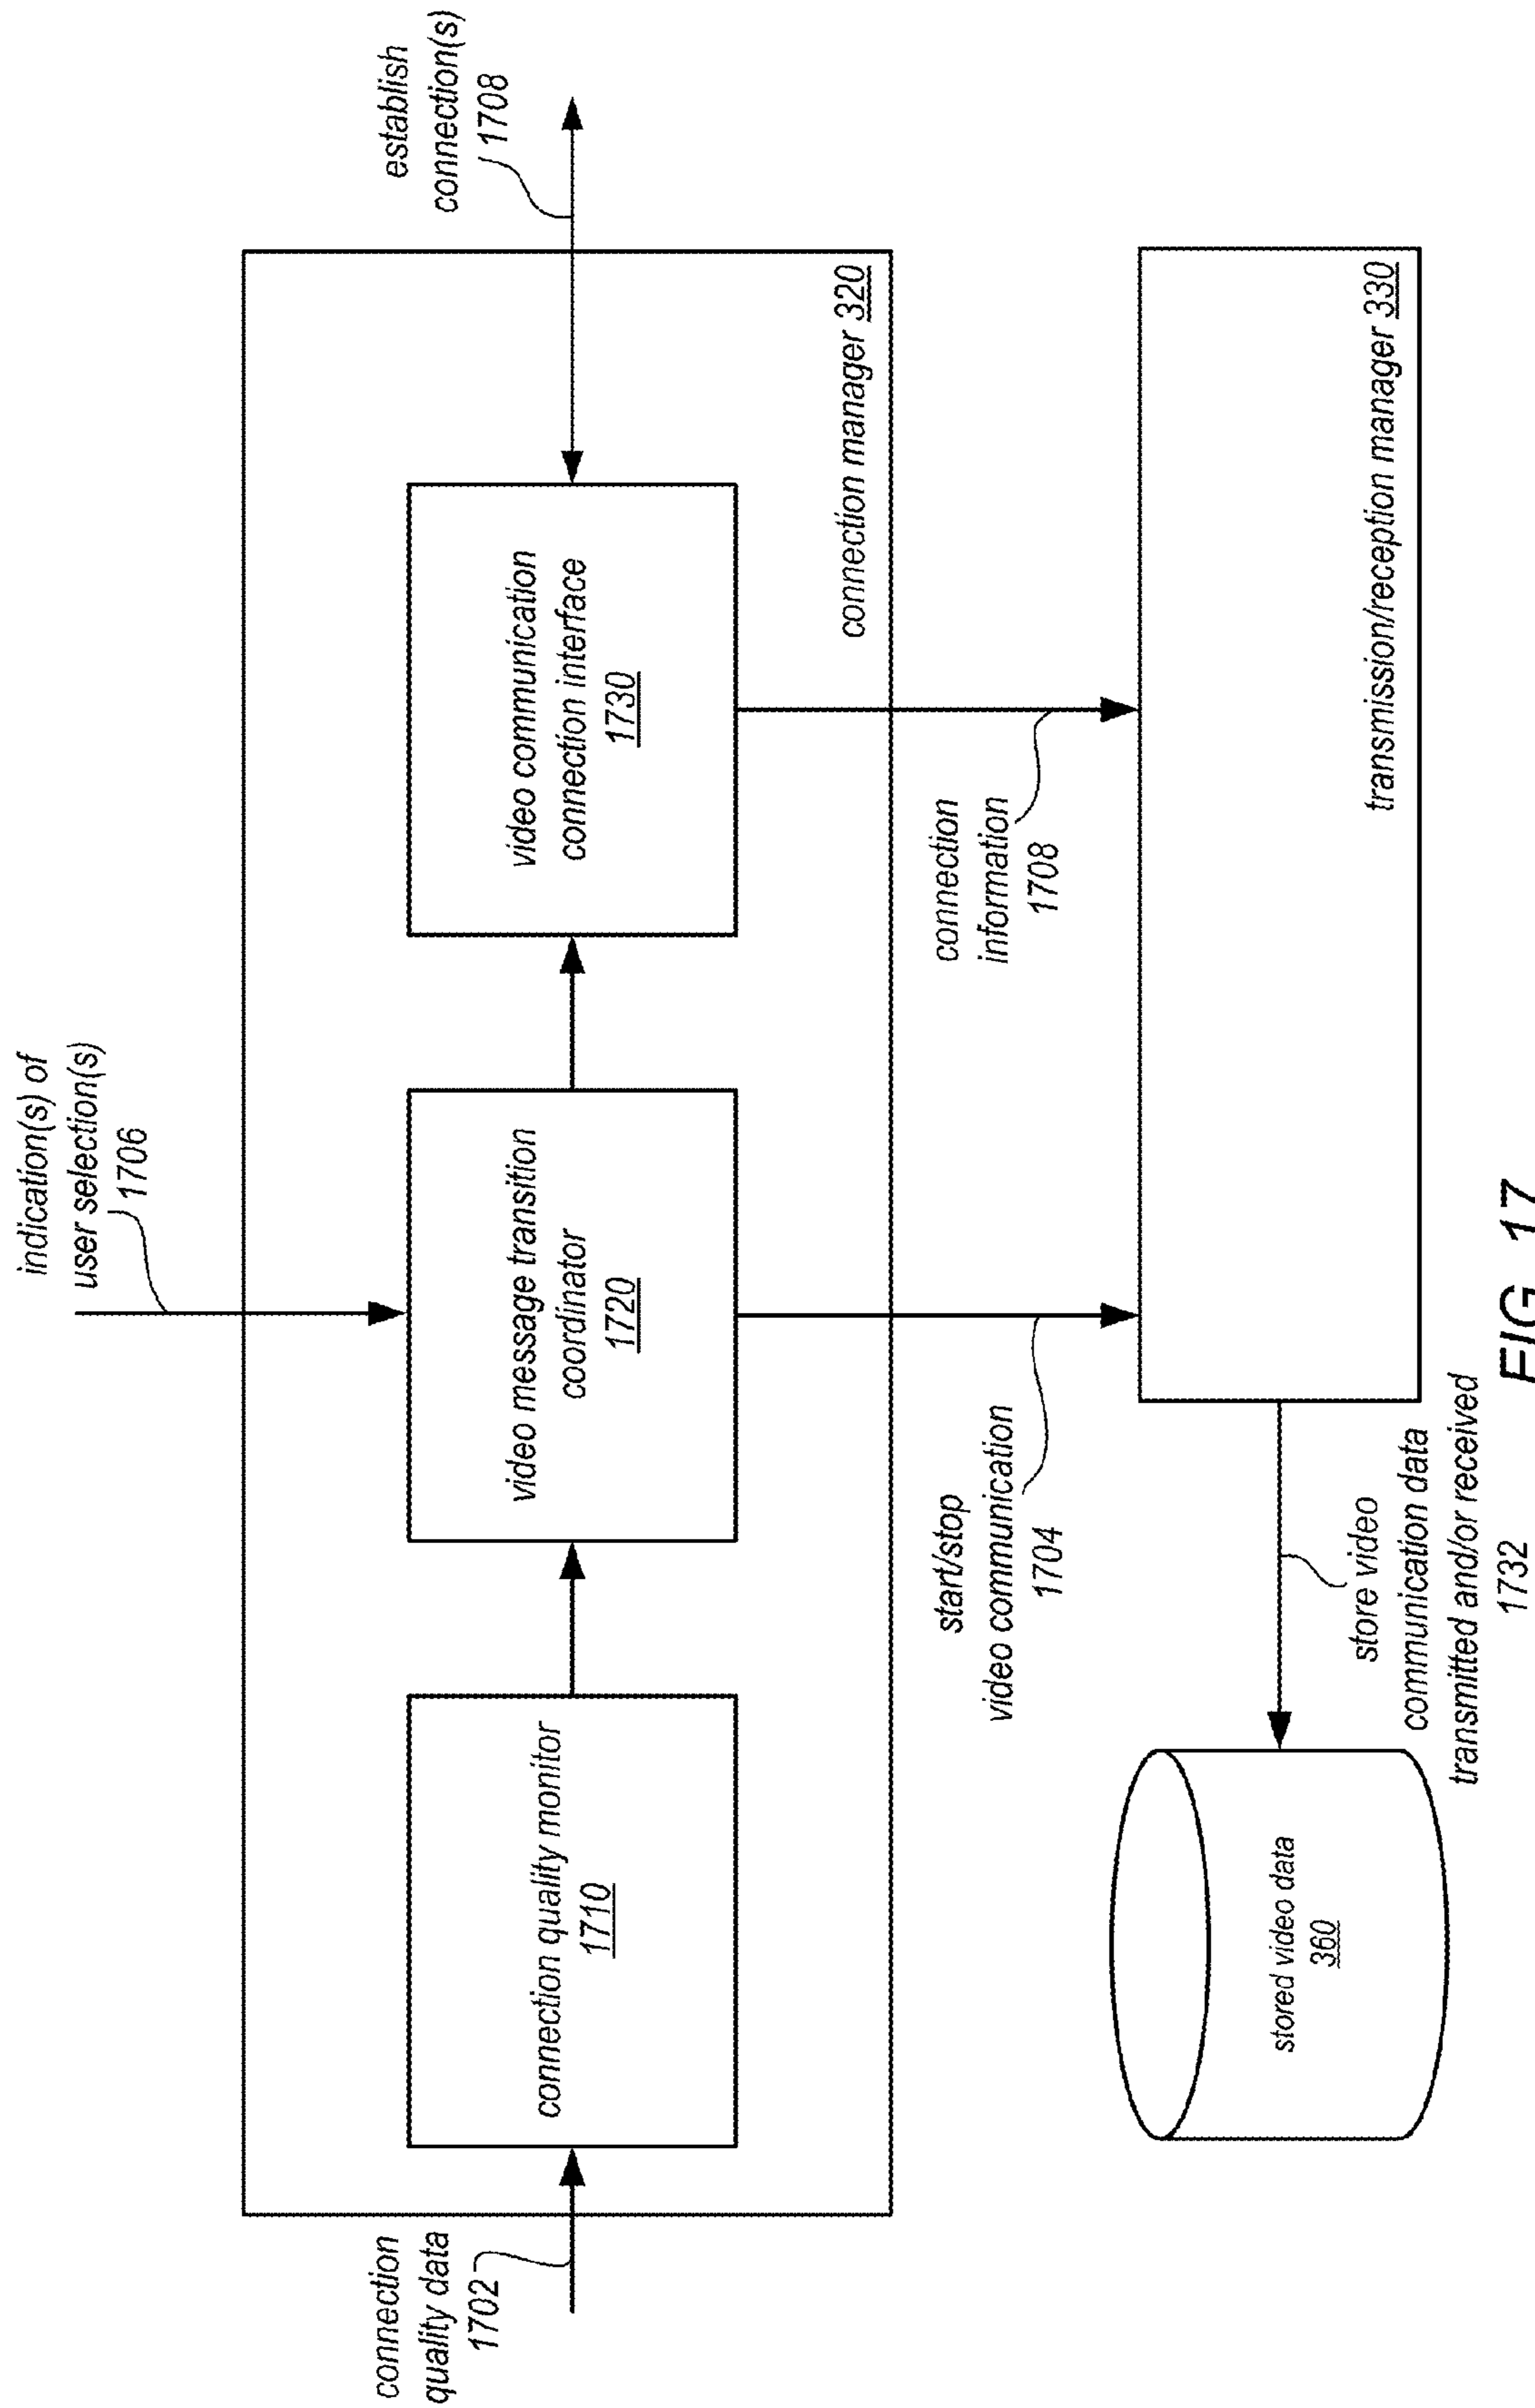 indication(s) of
user selection(s)
1706
establish
connection(s)
1708
connection
quality data
1702
connection quality monitor
1710
video message transition
coordinator
1720
video communication
connection interface
1730
connection manager 320
start/stop
video communication
1704
connection
information
1708
transmission/reception manager 330
stored video data
360
store video
communication data
transmitted and/or received
1732
FIG. 17